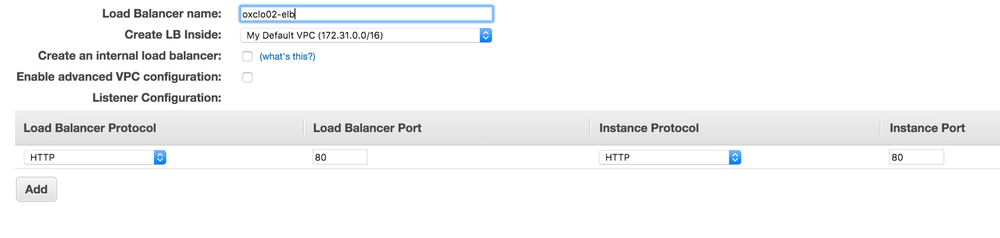 Load Balancer name: oxclo02-elb
Create LB Inside: My Default VPC (172.31.0.0/16)
Create an internal load balancer: (what's this?)
Enable advanced VPC configuration:
Listener Configuration:
Load Balancer Protocol Load Balancer Port Instance Protocol Instance Port
HTTP 80 HTTP 80
Add